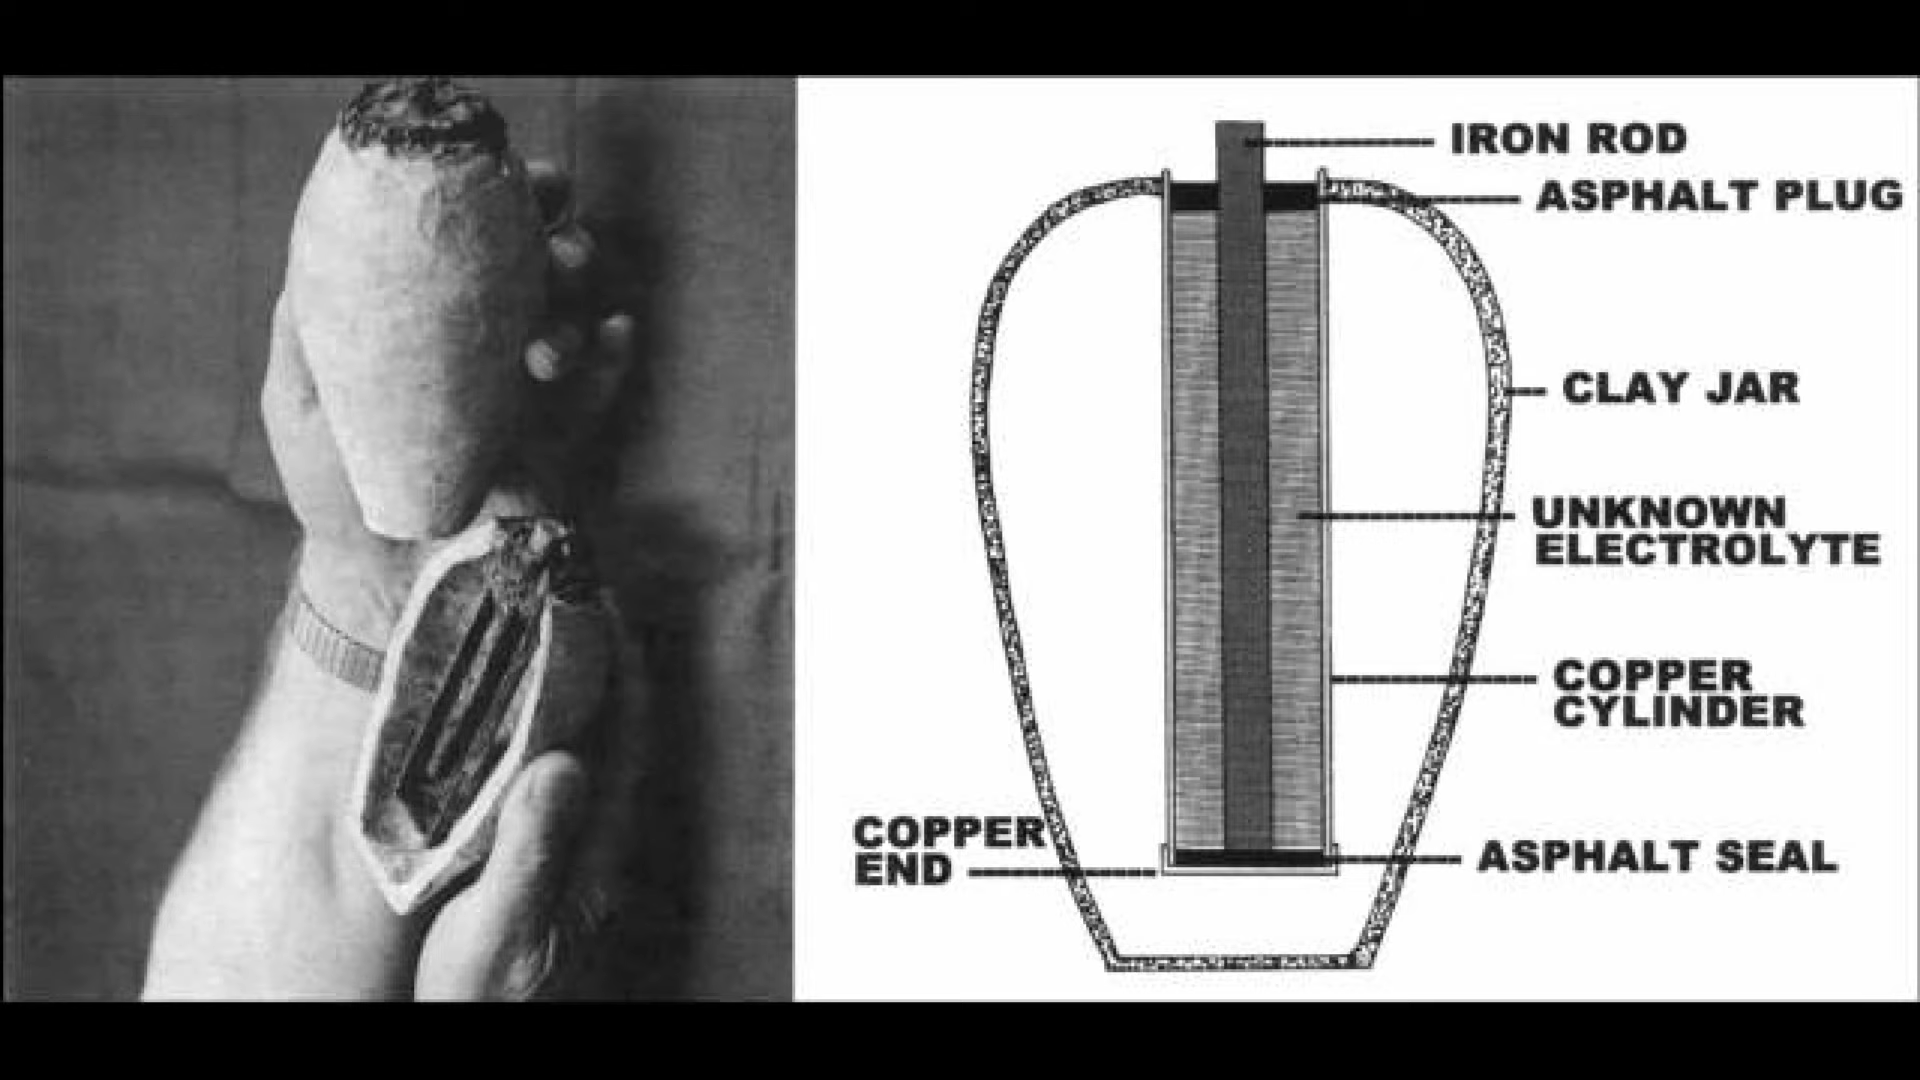 IRON ROD
ASPHALT PLUG
CLAY JAR
UNKNOWN
ELECTROLYTE
COPPER
CYLINDER
COPPER
END
ASPHALT SEAL